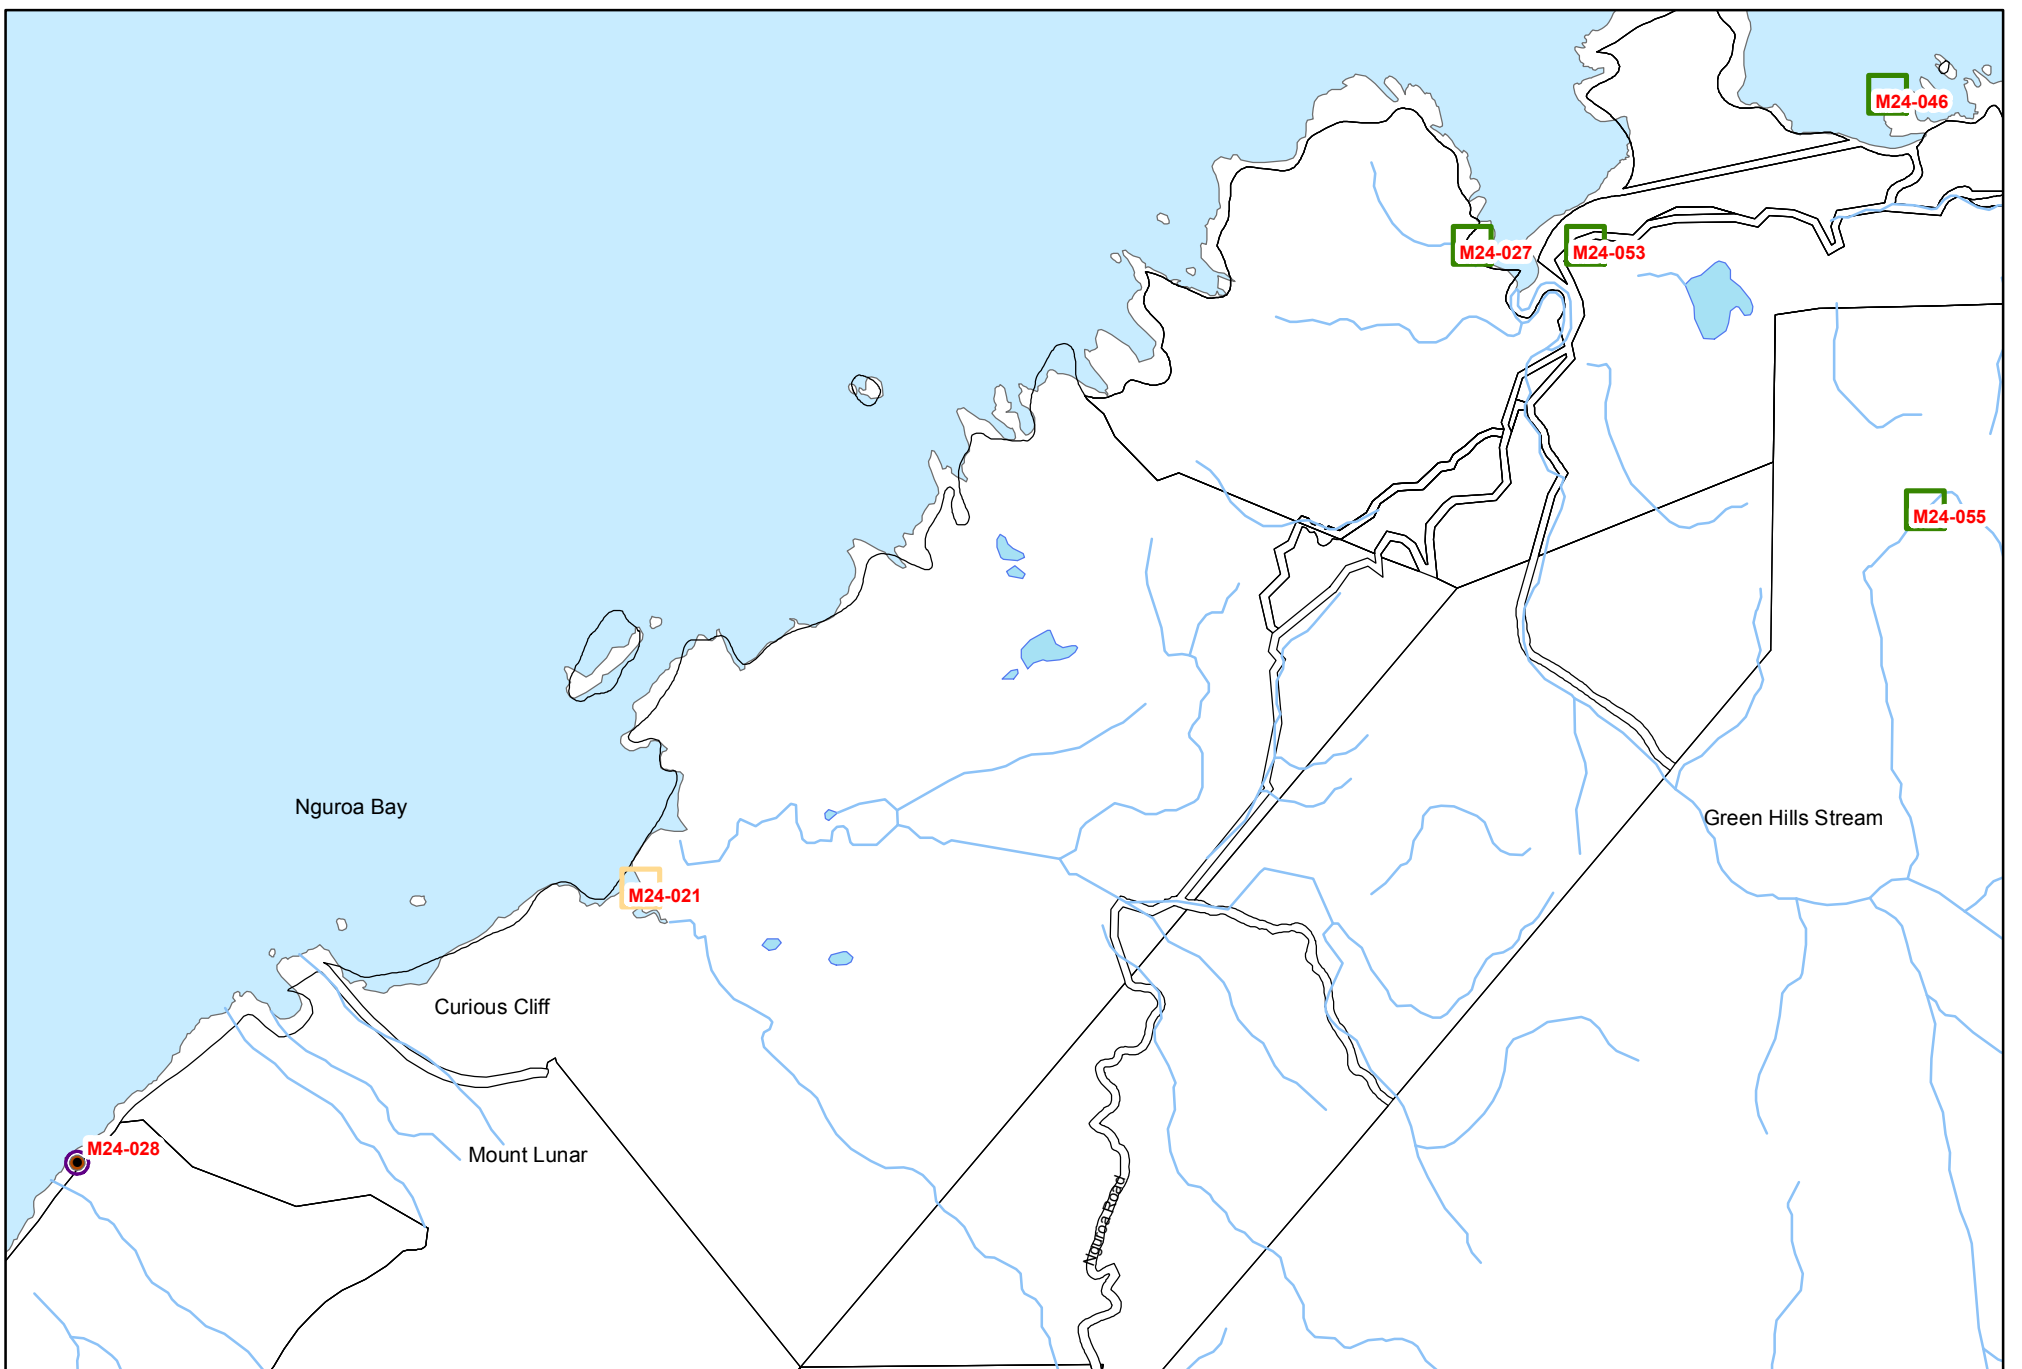 M24-046
M24-027
M24-053
M24-055
Nguroa Bay
Green Hills Stream
M24-021
Curious Cliff
M24-028
Mount Lunar
Nguroa Road